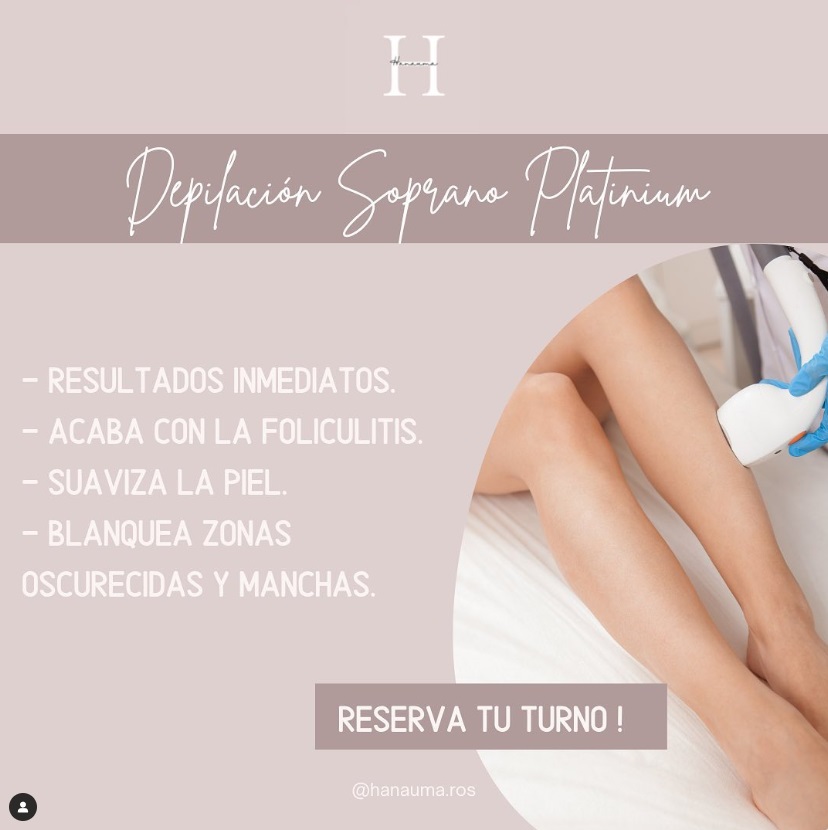 H
Hanauma
Depilación Soprano Platinium
- RESULTADOS INMEDIATOS.
- ACABA CON LA FOLICULITIS.
- SUAVIZA LA PIEL.
- BLANQUEA ZONAS
OSCURECIDAS Y MANCHAS.
RESERVA TU TURNO !
@hanauma.ros